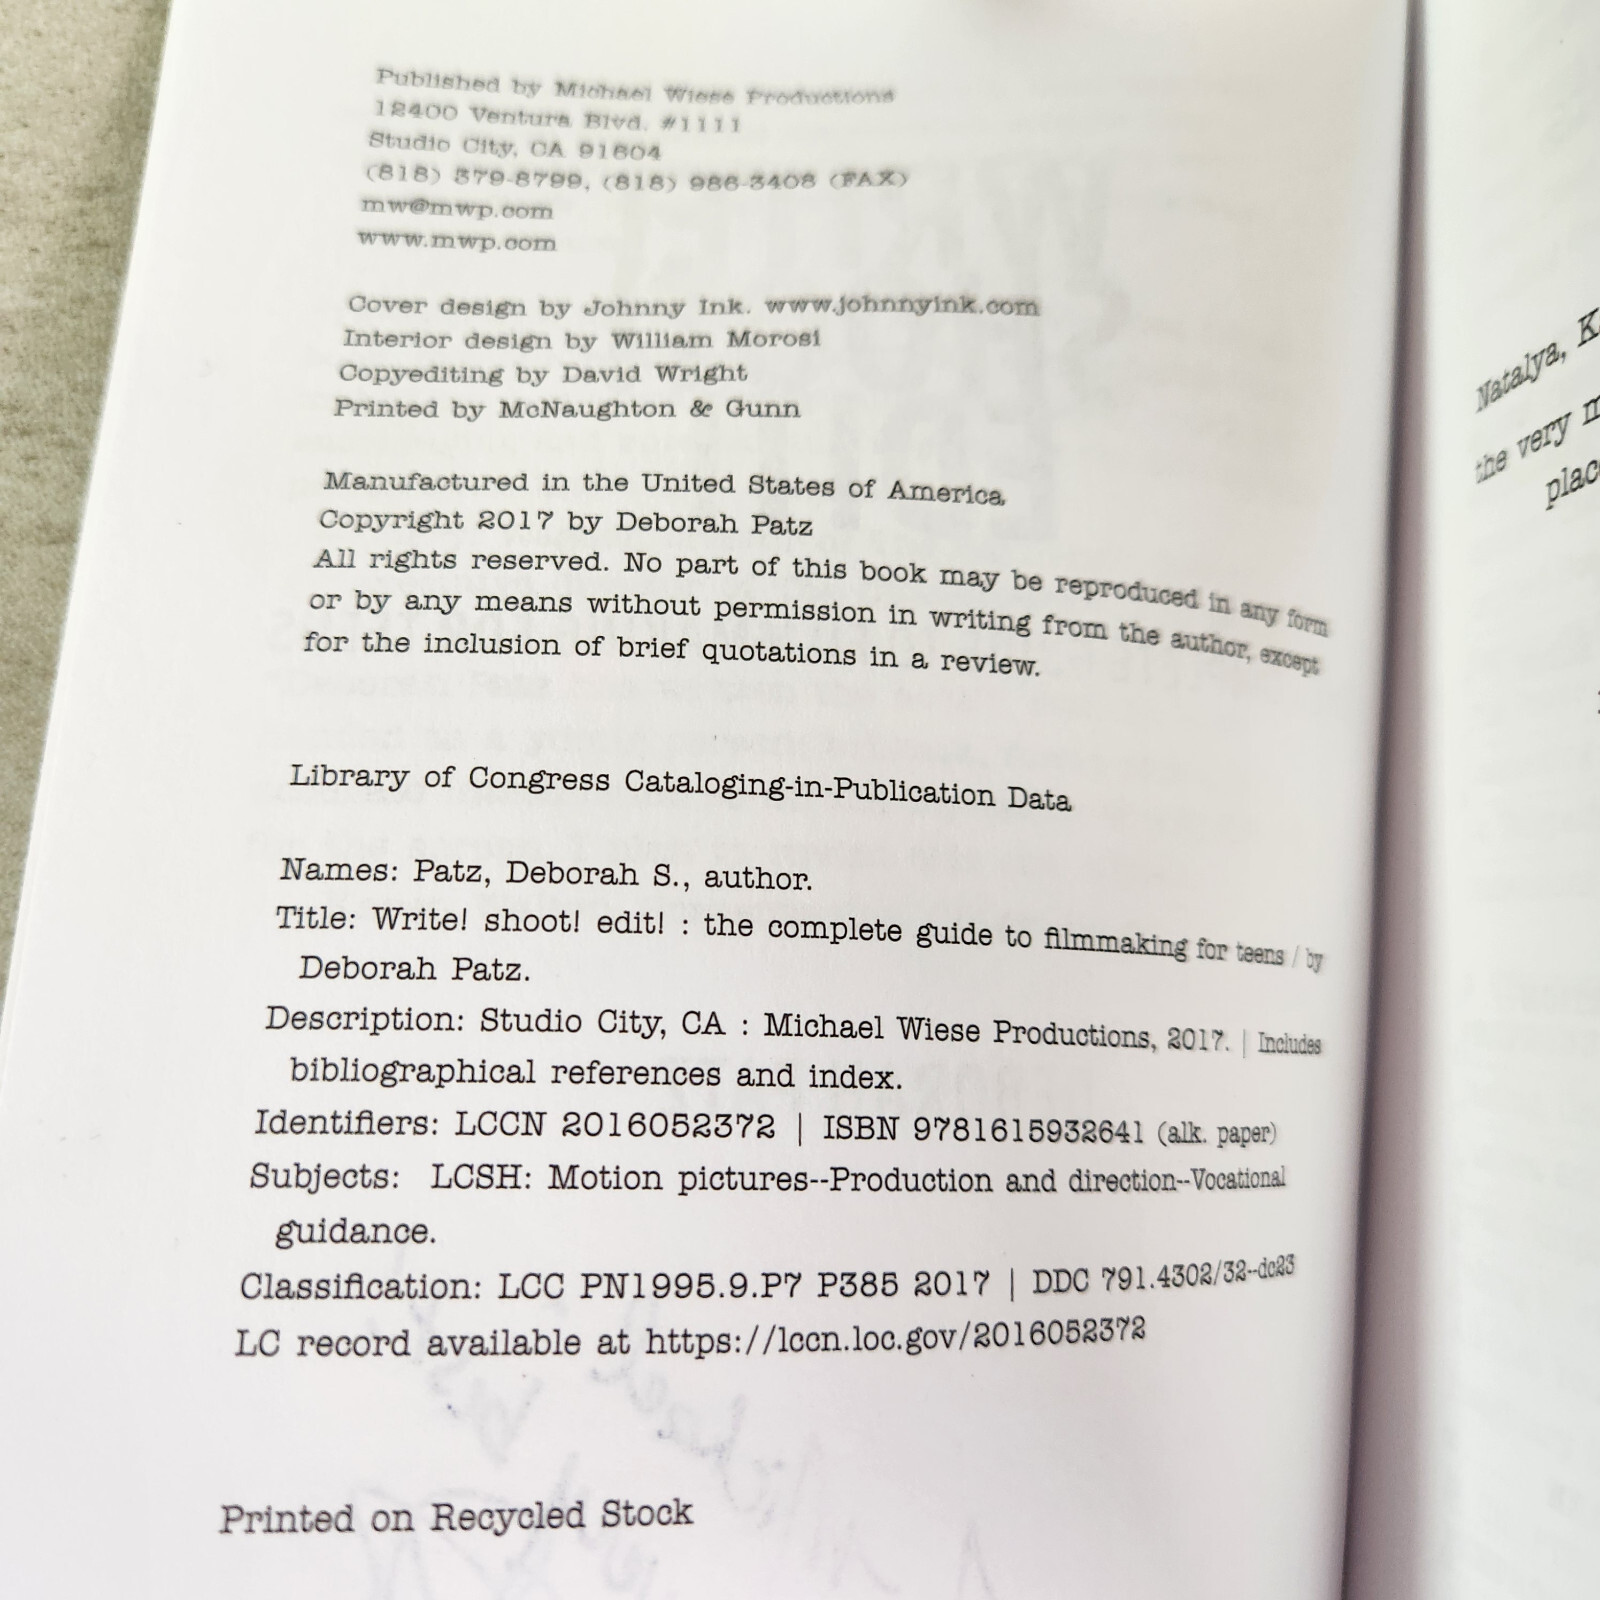 Published by Michael Wiese Productions
12400 Ventura Blvd. #1111
Studio City, CA 91604
(818) 379-8799, (818) 986-3408 (FAX)
mw@mwp.com
www.mwp.com
Cover design by Johnny Ink. www.johnnyink.com
Interior design by William Morosi
Copyediting by David Wright
Printed by McNaughton & Gunn
Manufactured in the United States of America
Copyright 2017 by Deborah Patz
All rights reserved. No part of this book may be reproduced in any form
or by any means without permission in writing from the author, except
for the inclusion of brief quotations in a review.
Library of Congress Cataloging-in-Publication Data
Names: Patz, Deborah S., author.
Title: Write! shoot! edit! : the complete guide to filmmaking for teens / by
Deborah Patz.
Description: Studio City, CA : Michael Wiese Productions, 2017. | Includes
bibliographical references and index.
Identifiers: LCCN 2016052372 | ISBN 9781615932641 (alk. paper)
Subjects: LCSH: Motion pictures--Production and direction--Vocational
guidance.
Classification: LCC PN1995.9.P7 P385 2017 | DDC 791.4302/32--dc23
LC record available at https://lccn.loc.gov/2016052372
Printed on Recycled Stock
Natalya,
the very